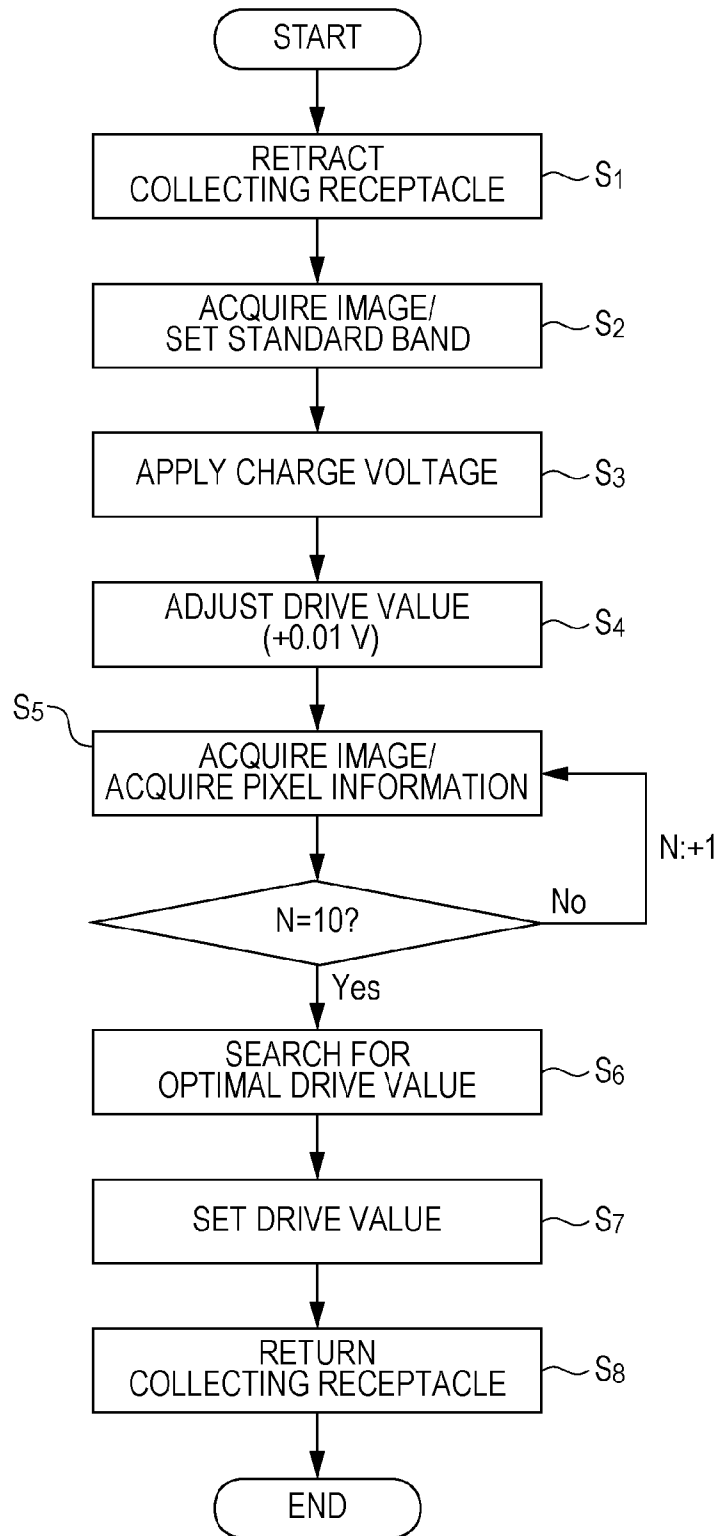 START
RETRACT
COLLECTING RECEPTACLE
S1
ACQUIRE IMAGE/
SET STANDARD BAND
S2
APPLY CHARGE VOLTAGE
S3
ADJUST DRIVE VALUE
(+0.01 V)
S4
S5
ACQUIRE IMAGE/
ACQUIRE PIXEL INFORMATION
N:+1
N=10?
No
Yes
SEARCH FOR
OPTIMAL DRIVE VALUE
S6
SET DRIVE VALUE
S7
RETURN
COLLECTING RECEPTACLE
S8
END